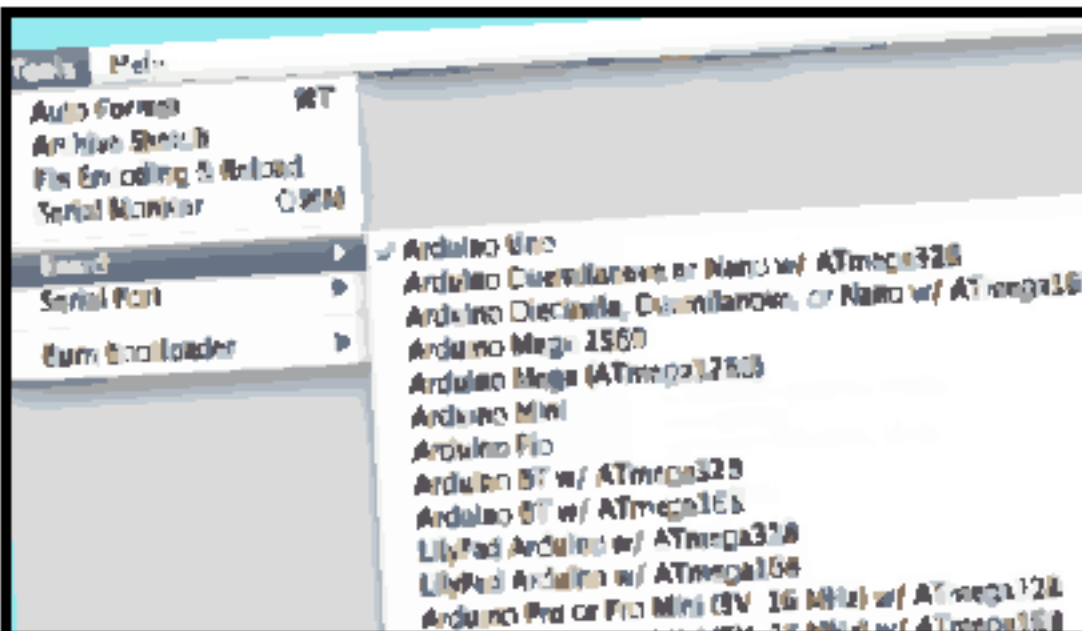 Tools Help
Auto Format ⌘T
Archive Sketch
Fix Encoding & Reload
Serial Monitor ⇧⌘M
Board
Serial Port
Burn Bootloader
Arduino Uno
Arduino Duemilanove or Nano w/ ATmega328
Arduino Diecimila, Duemilanove, or Nano w/ ATmega16
Arduino Mega 2560
Arduino Mega (ATmega1280)
Arduino Mini
Arduino Fio
Arduino BT w/ ATmega328
Arduino BT w/ ATmega168
LilyPad Arduino w/ ATmega328
LilyPad Arduino w/ ATmega168
Arduino Pro or Pro Mini (5V, 16 MHz) w/ ATmega328
16 MHz) w/ ATmega168